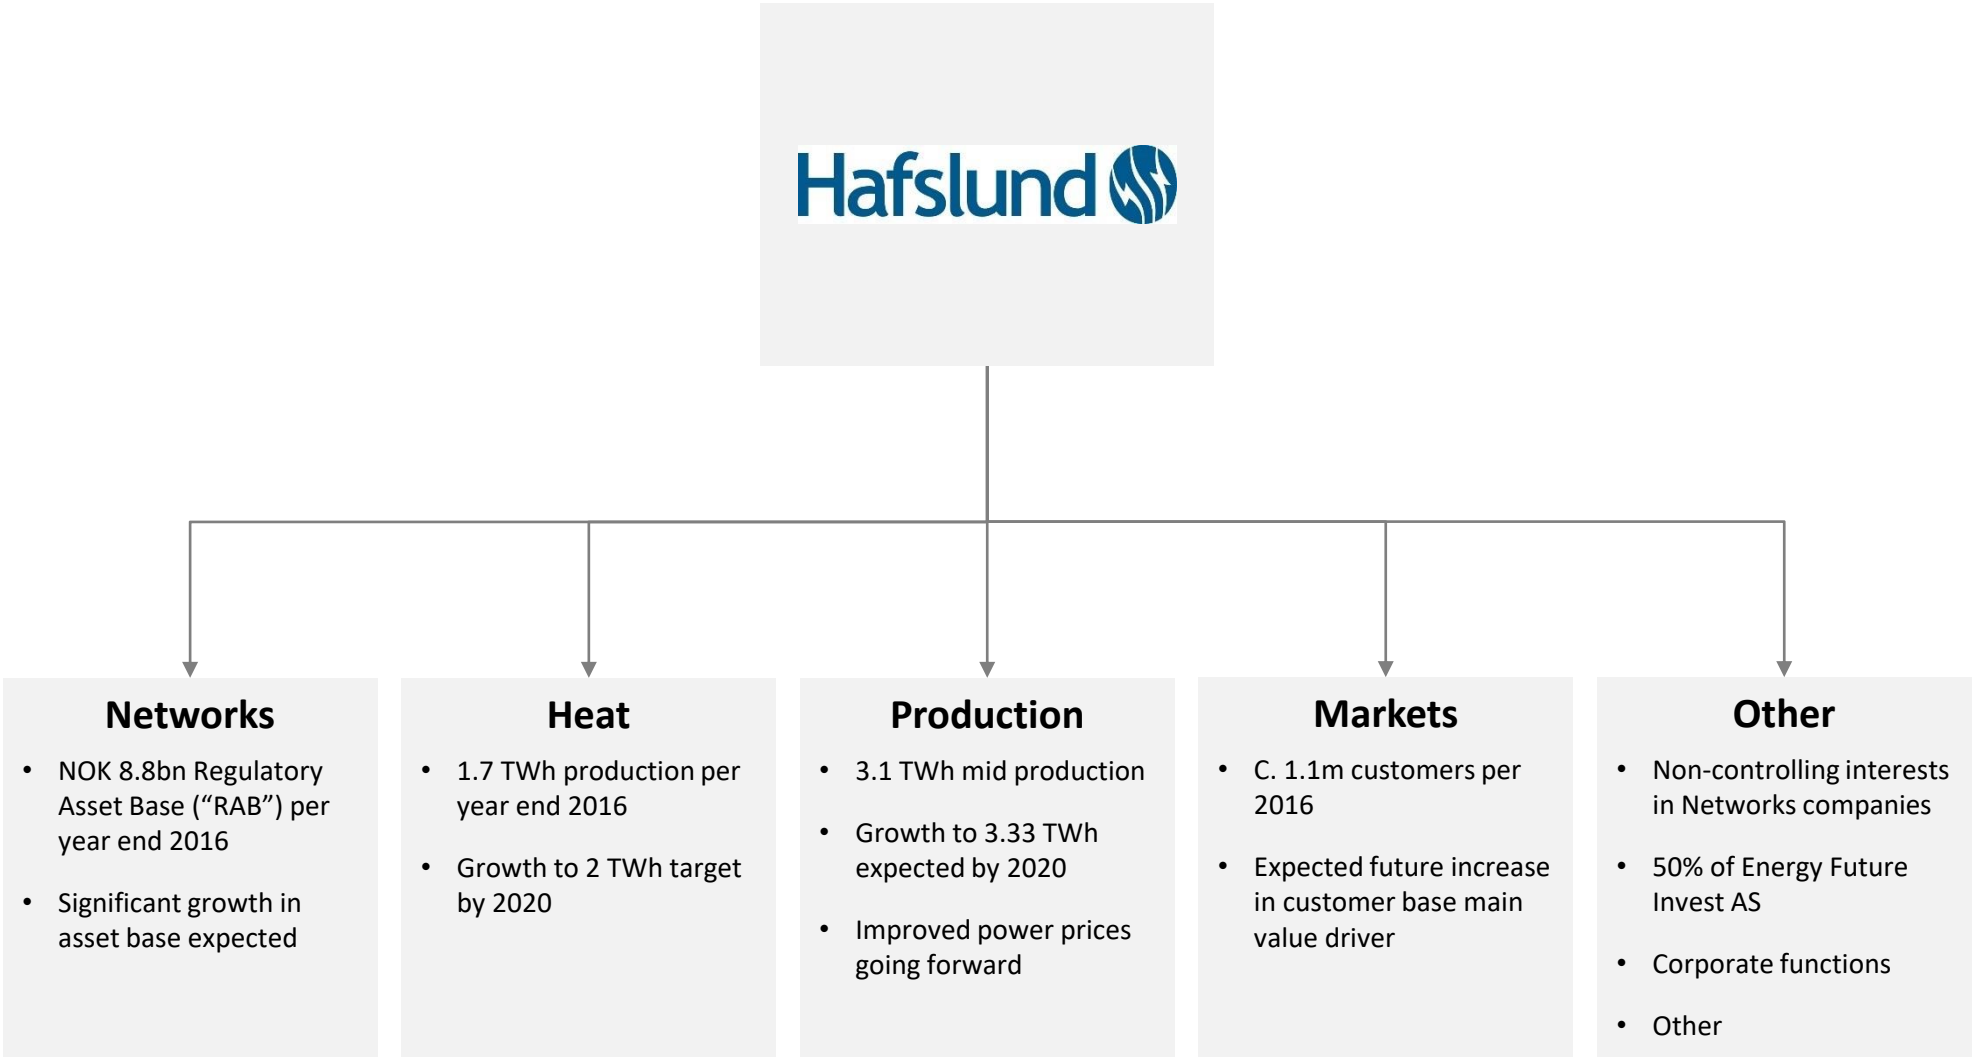 Hafslund
Networks
• NOK 8.8bn Regulatory
Asset Base (“RAB”) per
year end 2016
• Significant growth in
asset base expected
Heat
• 1.7 TWh production per
year end 2016
• Growth to 2 TWh target
by 2020
Production
• 3.1 TWh mid production
• Growth to 3.33 TWh
expected by 2020
• Improved power prices
going forward
Markets
• C. 1.1m customers per
2016
• Expected future increase
in customer base main
value driver
Other
• Non-controlling interests
in Networks companies
• 50% of Energy Future
Invest AS
• Corporate functions
• Other